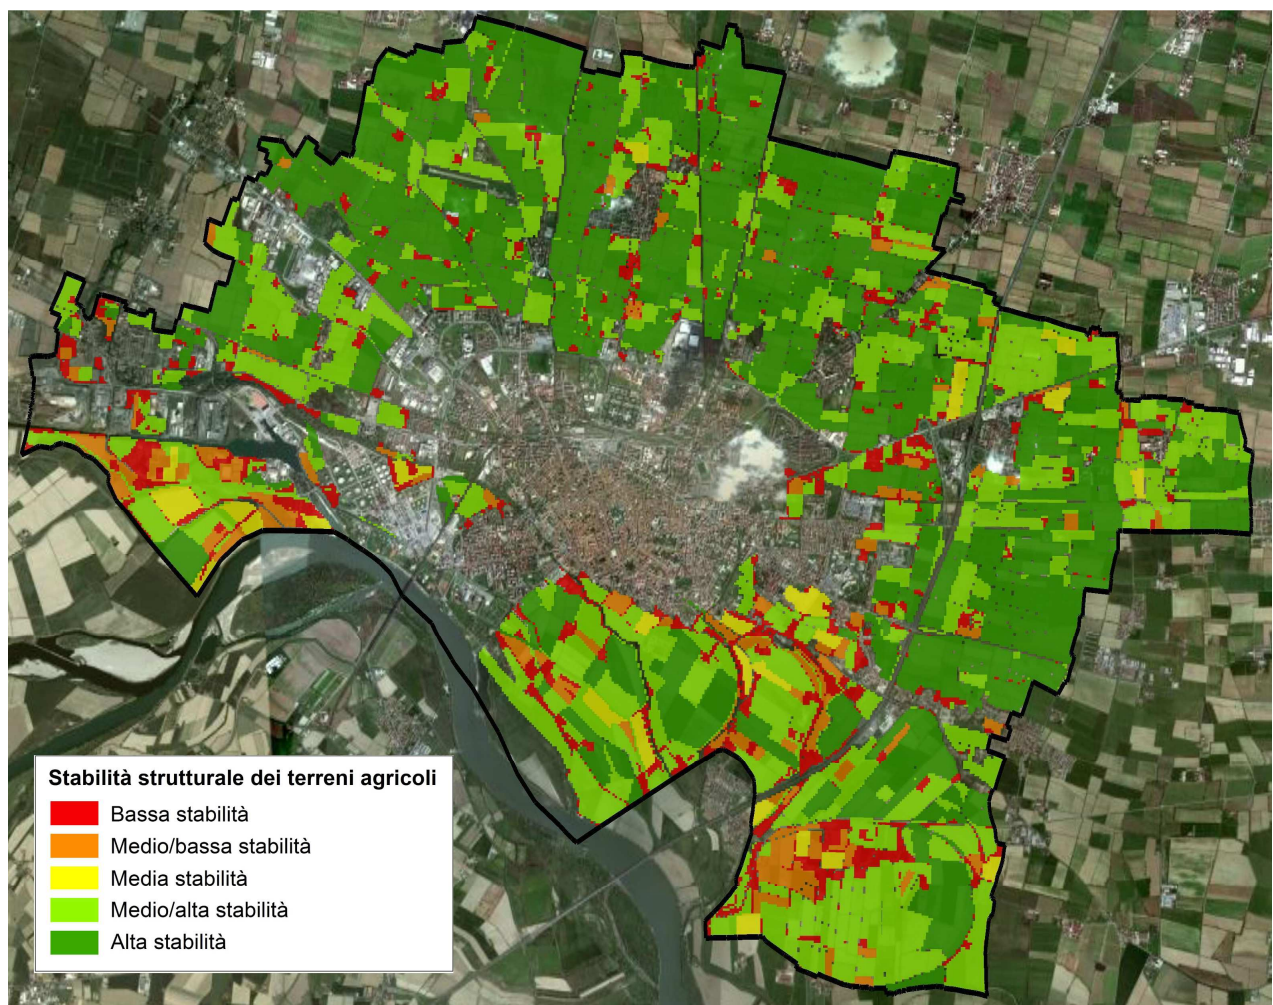 Stabilità strutturale dei terreni agricoli
Bassa stabilità
Medio/bassa stabilità
Media stabilità
Medio/alta stabilità
Alta stabilità